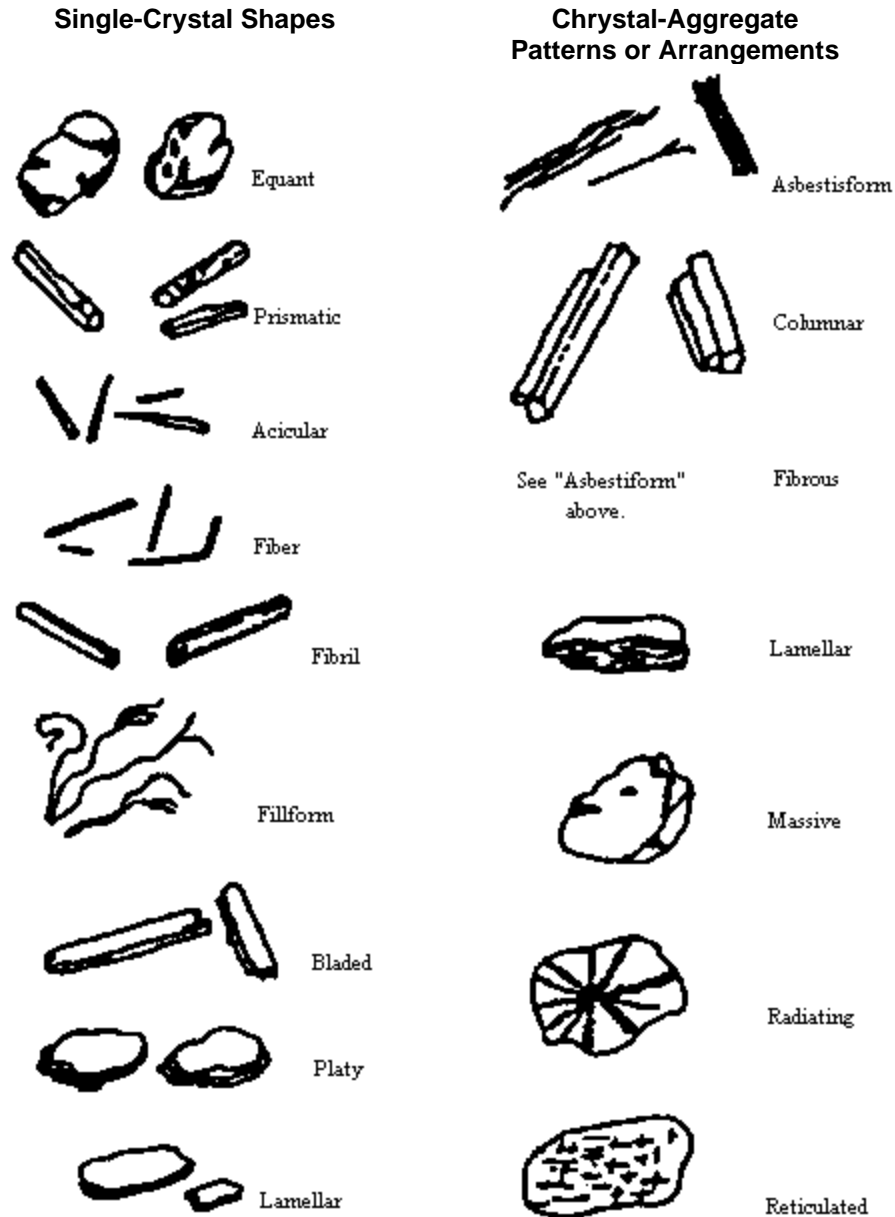 Single-Crystal Shapes
Equant
Prismatic
Acicular
Fiber
Fibril
Fillform
Bladed
Platy
Lamellar
Chrystal-Aggregate
Patterns or Arrangements
Asbestisform
Columnar
See "Asbestiform"
above.
Fibrous
Lamellar
Massive
Radiating
Reticulated